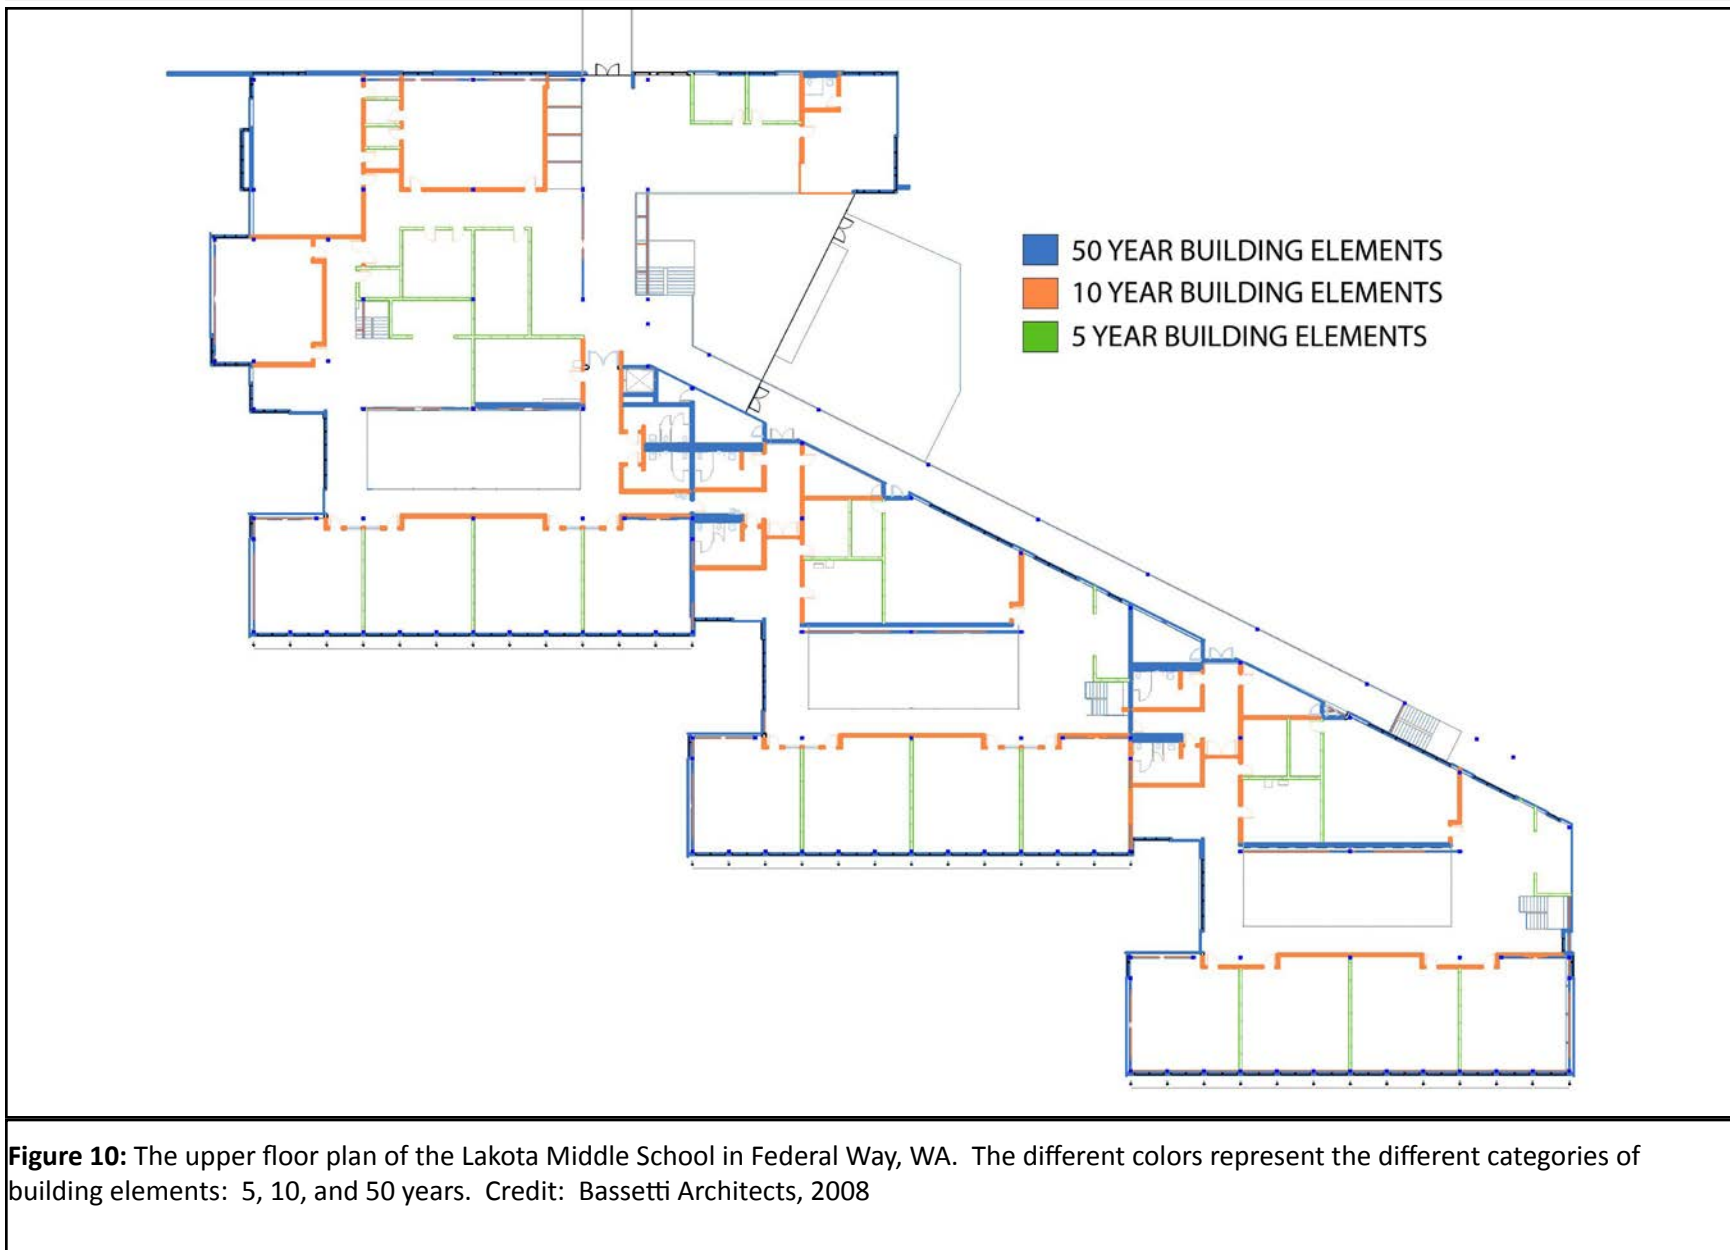 50 YEAR BUILDING ELEMENTS
10 YEAR BUILDING ELEMENTS
5 YEAR BUILDING ELEMENTS
Figure 10: The upper floor plan of the Lakota Middle School in Federal Way, WA.  The different colors represent the different categories of
building elements:  5, 10, and 50 years.  Credit:  Bassetti Architects, 2008